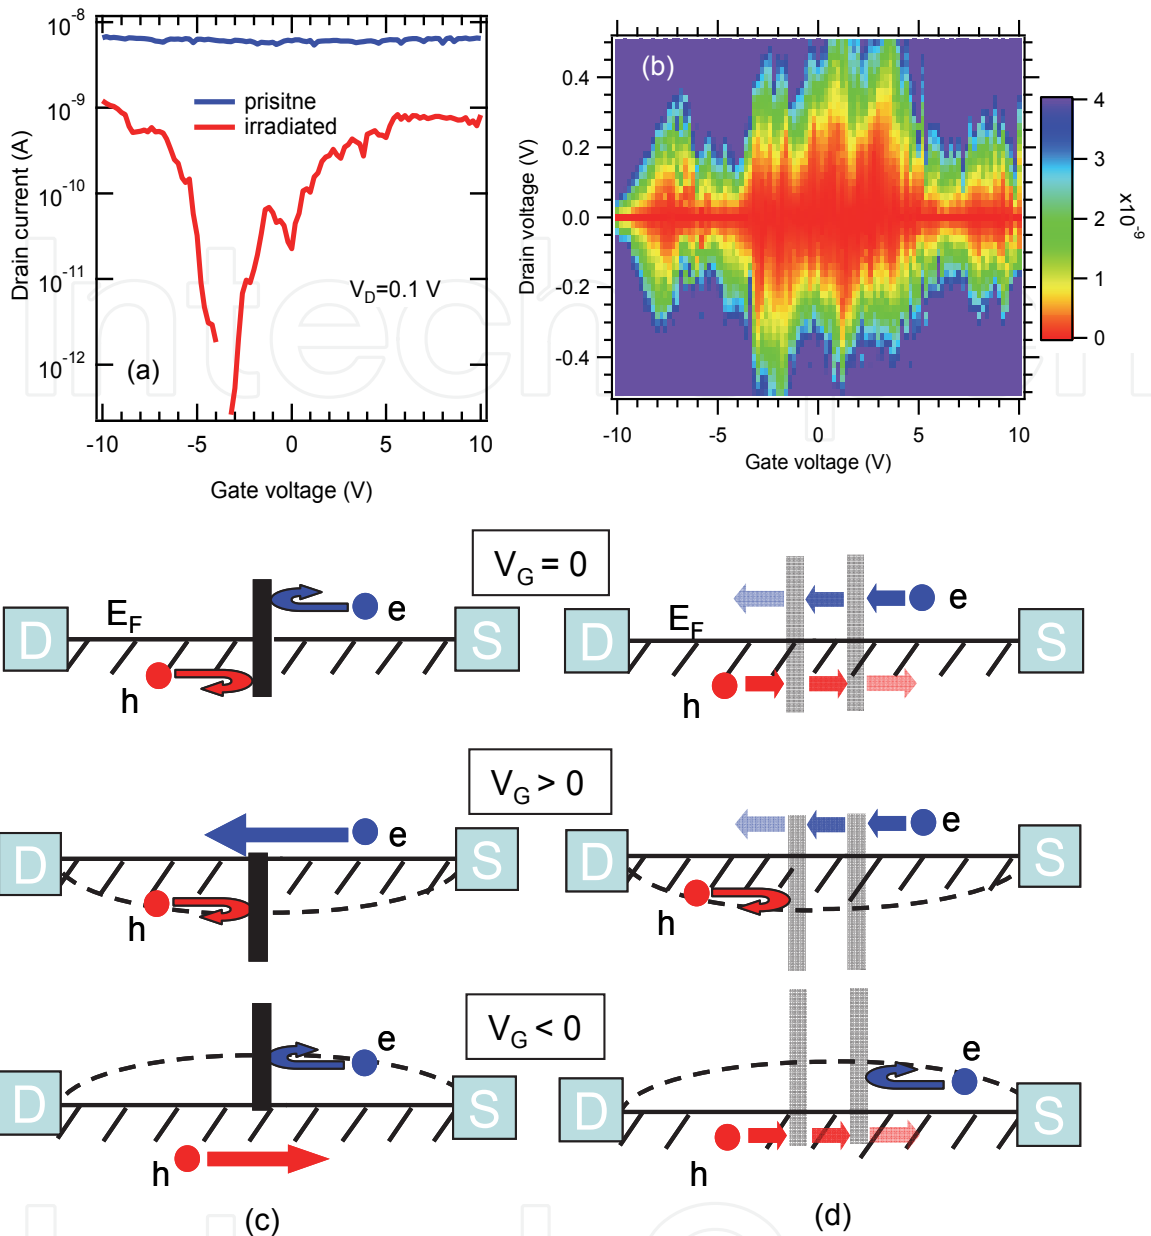 10⁻⁸
10⁻⁹
10⁻¹⁰
10⁻¹¹
10⁻¹²
Drain current (A)
prisitne
irradiated
V_D=0.1 V
(a)
-10 -5 0 5 10
Gate voltage (V)
(b)
0.4
0.2
0.0
-0.2
-0.4
Drain voltage (V)
-10 -5 0 5 10
Gate voltage (V)
4
3
2
1
0
x10⁻⁹
V_G = 0
D E_F e h S
D E_F e h S
V_G > 0
D e h S
D e h S
V_G < 0
D e h S
D e h S
(c)
(d)
Intech